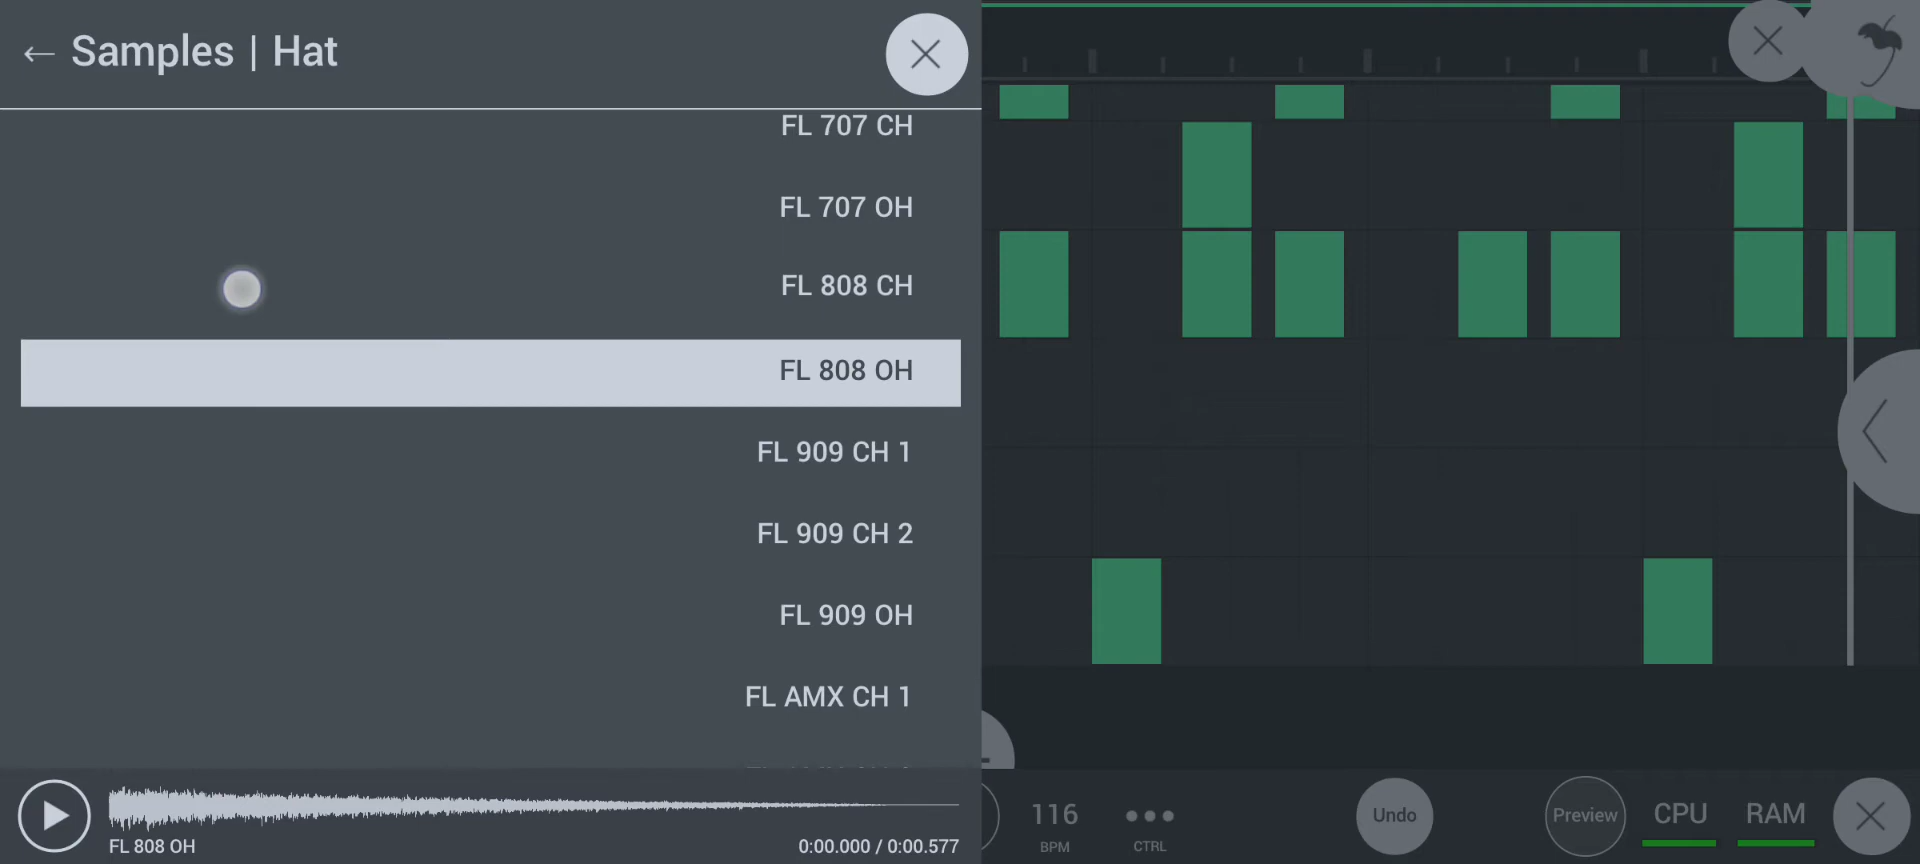 ← Samples | Hat
FL 707 CH
FL 707 OH
FL 808 CH
FL 808 OH
FL 909 CH 1
FL 909 CH 2
FL 909 OH
FL AMX CH 1
FL 808 OH
0:00.000 / 0:00.577
116
BPM
CTRL
Undo
Preview
CPU
RAM